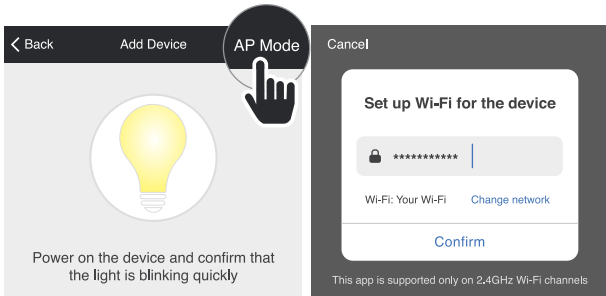 Back
Add Device
AP Mode
Power on the device and confirm that
the light is blinking quickly
Cancel
Set up Wi-Fi for the device
***********
Wi-Fi: Your Wi-Fi
Change network
Confirm
This app is supported only on 2.4GHz Wi-Fi channels